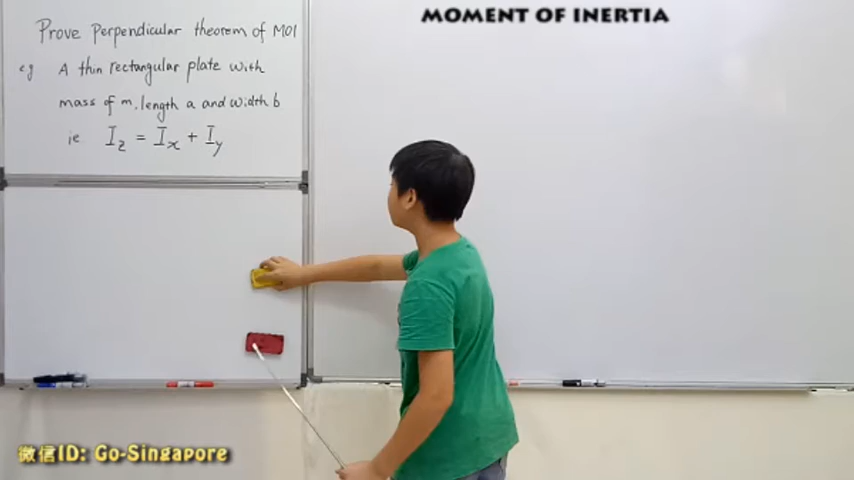 MOMENT OF INERTIA
Prove Perpendicular theorem of MOI
eg A thin rectangular plate with
mass of m, length a and width b
ie I_z = I_x + I_y
微信ID: Go-Singapore